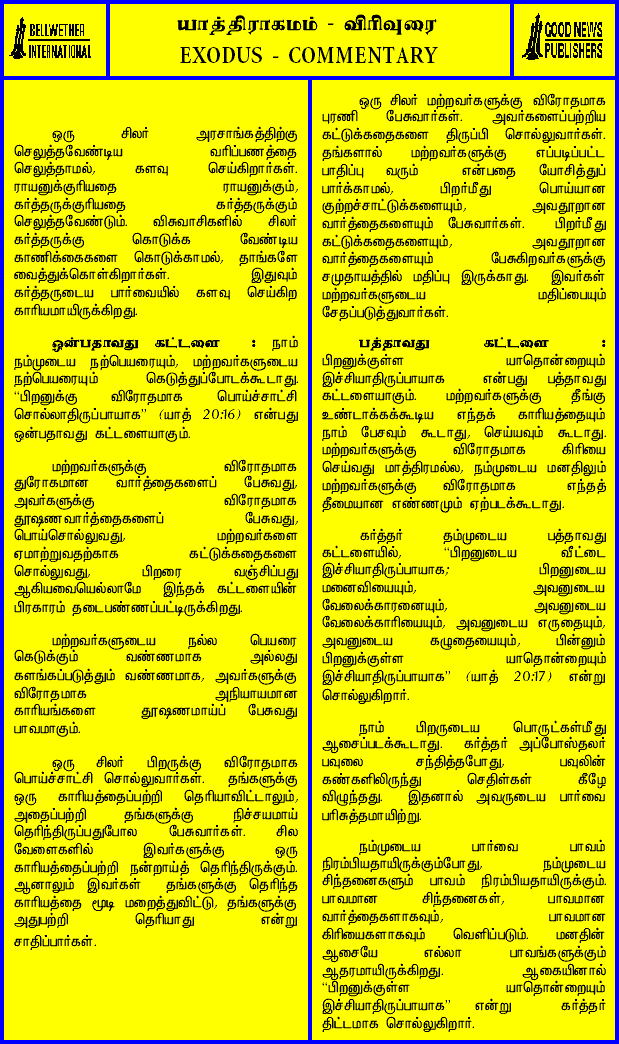 BELLWETHER
INTERNATIONAL
யாத்திராகமம் - விரிவுரை
EXODUS - COMMENTARY
GOOD NEWS
PUBLISHERS
ஒரு சிலர் அரசாங்கத்திற்கு
செலுத்தவேண்டிய வரிப்பணத்தை
செலுத்தாமல், களவு செய்கிறார்கள்.
ராயனுக்குரியதை ராயனுக்கும்,
கர்த்தருக்குரியதை கர்த்தருக்கும்
செலுத்தவேண்டும். விசுவாசிகளில் சிலர்
கர்த்தருக்கு கொடுக்க வேண்டிய
காணிக்கைகளை கொடுக்காமல், தாங்களே
வைத்துக்கொள்கிறார்கள். இதுவும்
கர்த்தருடைய பார்வையில் களவு செய்கிற
காரியமாயிருக்கிறது.
ஒன்பதாவது கட்டளை : நாம்
நம்முடைய நற்பெயரையும், மற்றவர்களுடைய
நற்பெயரையும் கெடுத்துப்போடக்கூடாது.
“பிறனுக்கு விரோதமாக பொய்ச்சாட்சி
சொல்லாதிருப்பாயாக” (யாத் 20:16) என்பது
ஒன்பதாவது கட்டளையாகும்.
மற்றவர்களுக்கு விரோதமாக
துரோகமான வார்த்தைகளைப் பேசுவது,
அவர்களுக்கு விரோதமாக
தூஷணவார்த்தைகளைப் பேசுவது,
பொய்சொல்லுவது, மற்றவர்களை
ஏமாற்றுவதற்காக கட்டுக்கதைகளை
சொல்லுவது, பிறரை வஞ்சிப்பது
ஆகியவையெல்லாமே இந்தக் கட்டளையின்
பிரகாரம் தடைபண்ணப்பட்டிருக்கிறது.
மற்றவர்களுடைய நல்ல பெயரை
கெடுக்கும் வண்ணமாக அல்லது
களங்கப்படுத்தும் வண்ணமாக, அவர்களுக்கு
விரோதமாக அநியாயமான
காரியங்களை தூஷணமாய்ப் பேசுவது
பாவமாகும்.
ஒரு சிலர் பிறருக்கு விரோதமாக
பொய்ச்சாட்சி சொல்லுவார்கள். தங்களுக்கு
ஒரு காரியத்தைப்பற்றி தெரியாவிட்டாலும்,
அதைப்பற்றி தங்களுக்கு நிச்சயமாய்
தெரிந்திருப்பதுபோல பேசுவார்கள். சில
வேளைகளில் இவர்களுக்கு ஒரு
காரியத்தைப்பற்றி நன்றாய்த் தெரிந்திருக்கும்.
ஆனாலும் இவர்கள் தங்களுக்கு தெரிந்த
காரியத்தை மூடி மறைத்துவிட்டு, தங்களுக்கு
அதுபற்றி தெரியாது என்று
சாதிப்பார்கள்.
ஒரு சிலர் மற்றவர்களுக்கு விரோதமாக
புரணி பேசுவார்கள். அவர்களைப்பற்றிய
கட்டுக்கதைகளை திருப்பி சொல்லுவார்கள்.
தங்களால் மற்றவர்களுக்கு எப்படிப்பட்ட
பாதிப்பு வரும் என்பதை யோசித்துப்
பார்க்காமல், பிறர்மீது பொய்யான
குற்றச்சாட்டுக்களையும், அவதூறான
வார்த்தைகளையும் பேசுவார்கள். பிறர்மீது
கட்டுக்கதைகளையும், அவதூறான
வார்த்தைகளையும் பேசுகிறவர்களுக்கு
சமுதாயத்தில் மதிப்பு இருக்காது. இவர்கள்
மற்றவர்களுடைய மதிப்பையும்
சேதப்படுத்துவார்கள்.
பத்தாவது கட்டளை :
பிறனுக்குள்ள யாதொன்றையும்
இச்சியாதிருப்பாயாக என்பது பத்தாவது
கட்டளையாகும். மற்றவர்களுக்கு தீங்கு
உண்டாக்கக்கூடிய எந்தக் காரியத்தையும்
நாம் பேசவும் கூடாது, செய்யவும் கூடாது.
மற்றவர்களுக்கு விரோதமாக கிரியை
செய்வது மாத்திரமல்ல, நம்முடைய மனதிலும்
மற்றவர்களுக்கு விரோதமாக எந்தத்
தீமையான எண்ணமும் ஏற்படக்கூடாது.
கர்த்தர் தம்முடைய பத்தாவது
கட்டளையில், “பிறனுடைய வீட்டை
இச்சியாதிருப்பாயாக; பிறனுடைய
மனைவியையும், அவனுடைய
வேலைக்காரனையும், அவனுடைய
வேலைக்காரியையும், அவனுடைய எருதையும்,
அவனுடைய கழுதையையும், பின்னும்
பிறனுக்குள்ள யாதொன்றையும்
இச்சியாதிருப்பாயாக” (யாத் 20:17) என்று
சொல்லுகிறார்.
நாம் பிறருடைய பொருட்கள்மீது
ஆசைப்படக்கூடாது. கர்த்தர் அப்போஸ்தலர்
பவுலை சந்தித்தபோது, பவுலின்
கண்களிலிருந்து செதிள்கள் கீழே
விழுந்தது. இதனால் அவருடைய பார்வை
பரிசுத்தமாயிற்று.
நம்முடைய பார்வை பாவம்
நிரம்பியதாயிருக்கும்போது, நம்முடைய
சிந்தனைகளும் பாவம் நிரம்பியதாயிருக்கும்.
பாவமான சிந்தனைகள், பாவமான
வார்த்தைகளாகவும், பாவமான
கிரியைகளாகவும் வெளிப்படும். மனதின்
ஆசையே எல்லா பாவங்களுக்கும்
ஆதரமாயிருக்கிறது. ஆகையினால்
“பிறனுக்குள்ள யாதொன்றையும்
இச்சியாதிருப்பாயாக” என்று கர்த்தர்
திட்டமாக சொல்லுகிறார்.